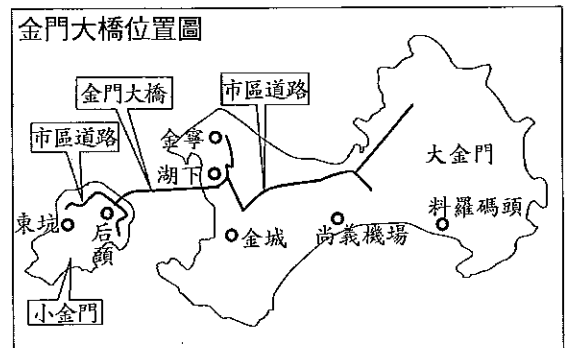 金門大橋位置圖
金門大橋
市區道路
市區道路
金寧
湖下
大金門
東坑
后頭
金城
尚義機場
料羅碼頭
小金門